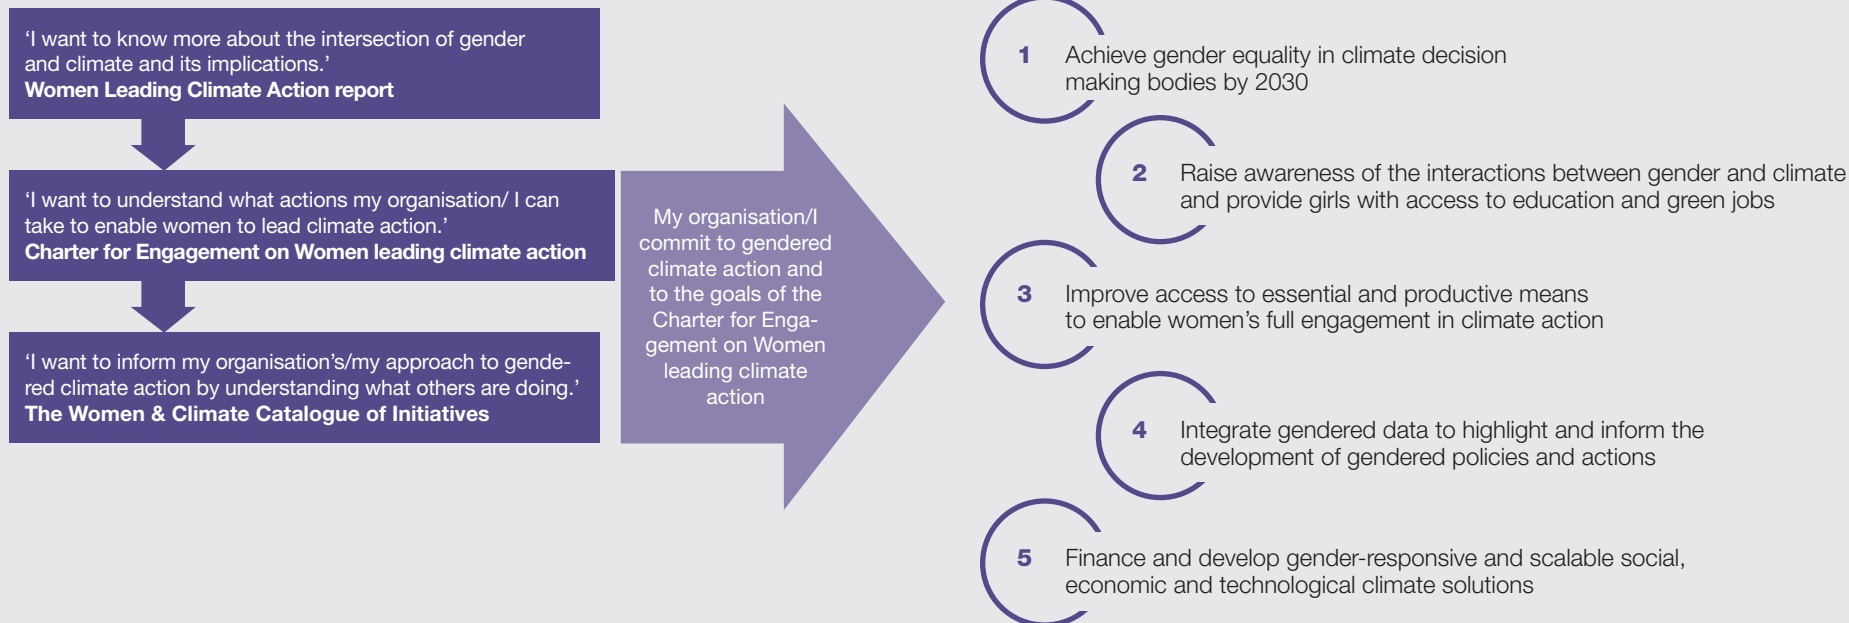 ‘I want to know more about the intersection of gender
and climate and its implications.’
Women Leading Climate Action report
‘I want to understand what actions my organisation/ I can
take to enable women to lead climate action.’
Charter for Engagement on Women leading climate action
‘I want to inform my organisation’s/my approach to gende-
red climate action by understanding what others are doing.’
The Women & Climate Catalogue of Initiatives
My organisation/I
commit to gendered
climate action and
to the goals of the
Charter for Enga-
gement on Women
leading climate
action
1 Achieve gender equality in climate decision
making bodies by 2030
2 Raise awareness of the interactions between gender and climate
and provide girls with access to education and green jobs
3 Improve access to essential and productive means
to enable women’s full engagement in climate action
4 Integrate gendered data to highlight and inform the
development of gendered policies and actions
5 Finance and develop gender-responsive and scalable social,
economic and technological climate solutions